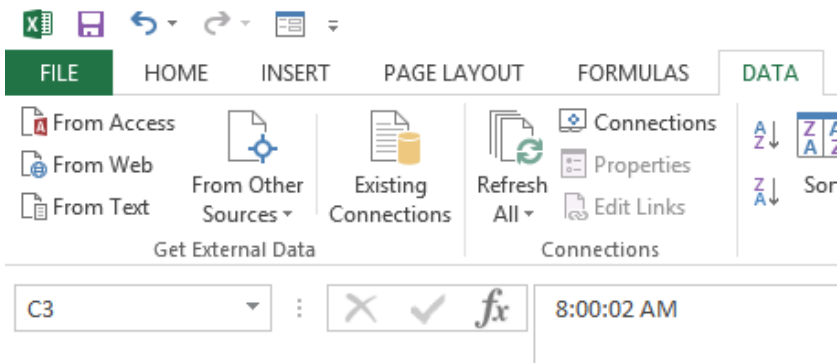 FILE HOME INSERT PAGE LAYOUT FORMULAS DATA
From Access
From Web
From Text
From Other
Sources
Existing
Connections
Get External Data
Refresh
All
Connections
Properties
Edit Links
Connections
A
Z
Z
A
Z A
A Z
C3
fx
8:00:02 AM